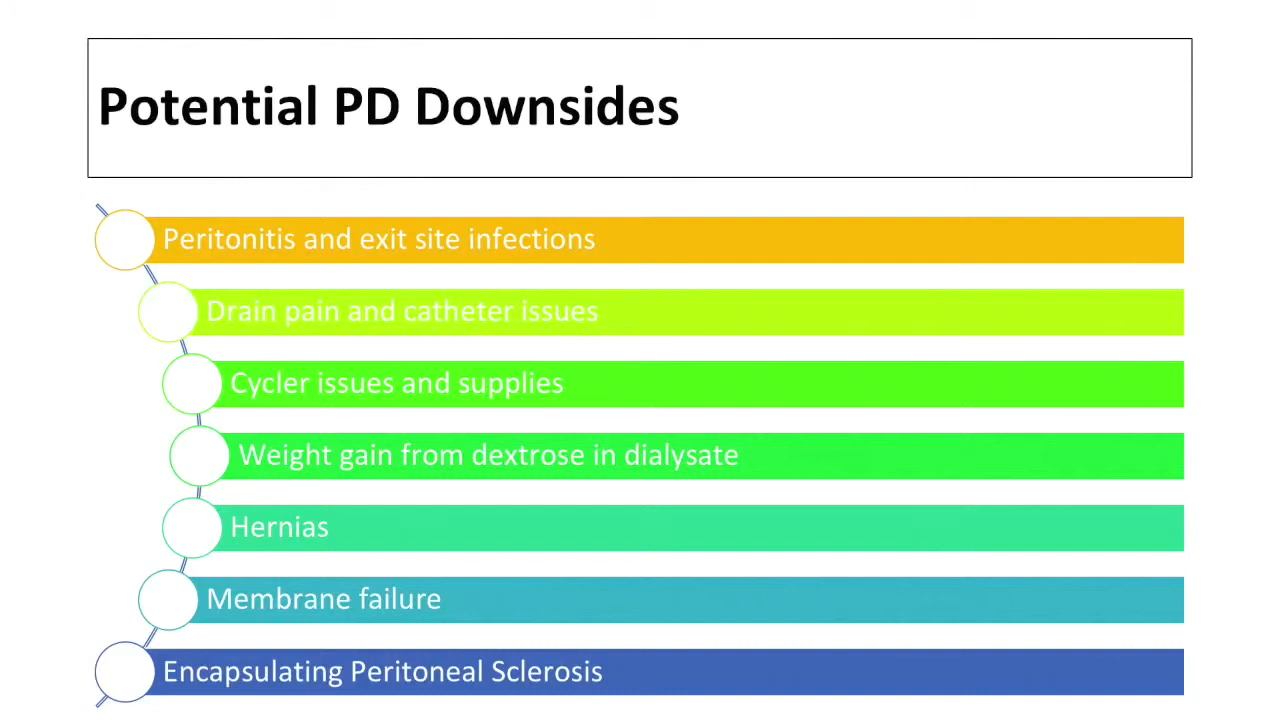 Potential PD Downsides
Peritonitis and exit site infections
Drain pain and catheter issues
Cycler issues and supplies
Weight gain from dextrose in dialysate
Hernias
Membrane failure
Encapsulating Peritoneal Sclerosis